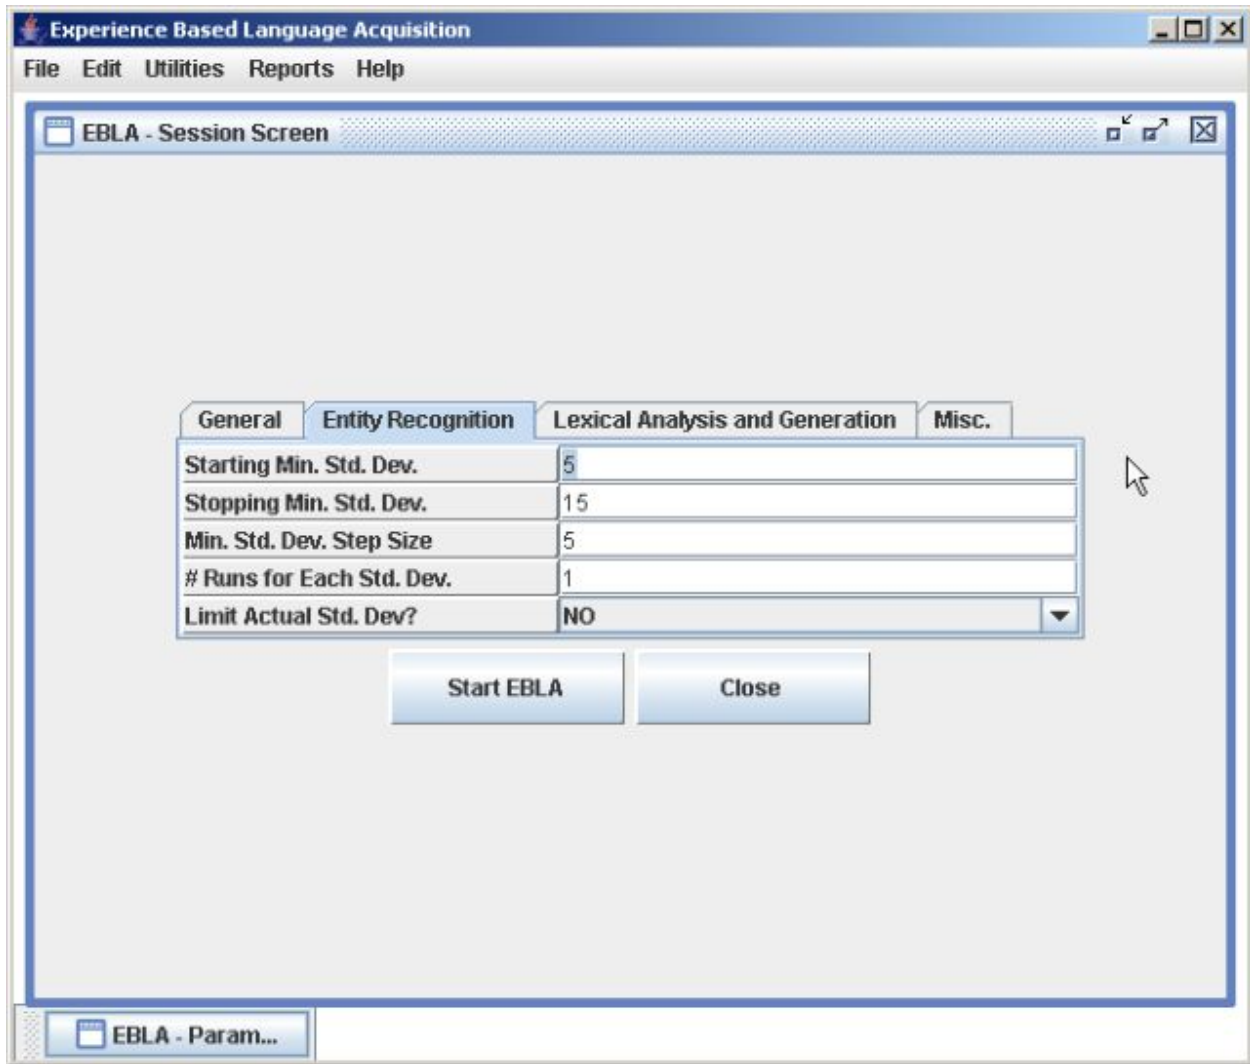 Experience Based Language Acquisition
File Edit Utilities Reports Help
EBLA - Session Screen
General Entity Recognition Lexical Analysis and Generation Misc.
Starting Min. Std. Dev. 5
Stopping Min. Std. Dev. 15
Min. Std. Dev. Step Size 5
# Runs for Each Std. Dev. 1
Limit Actual Std. Dev? NO
Start EBLA Close
EBLA - Param...